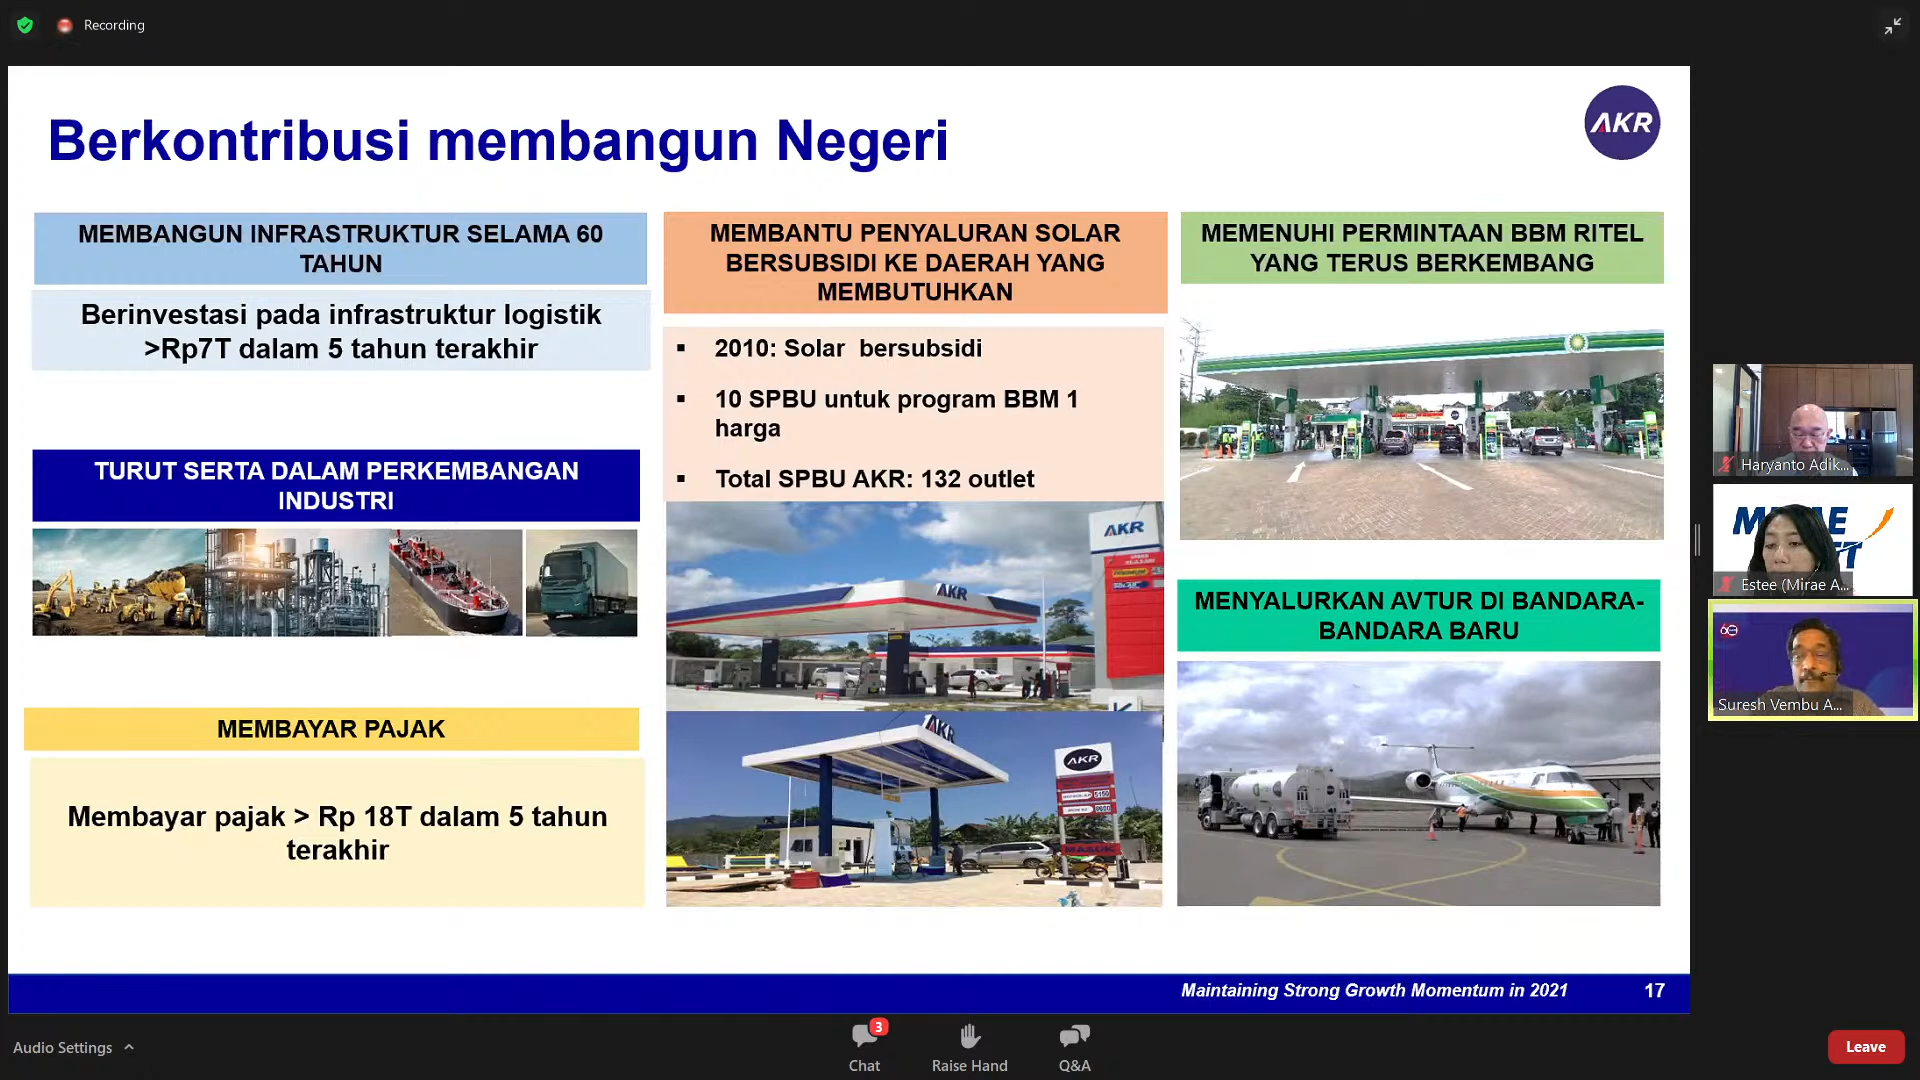 Recording
AKR
Berkontribusi membangun Negeri
MEMBANGUN INFRASTRUKTUR SELAMA 60
TAHUN
Berinvestasi pada infrastruktur logistik
>Rp7T dalam 5 tahun terakhir
TURUT SERTA DALAM PERKEMBANGAN
INDUSTRI
MEMBAYAR PAJAK
Membayar pajak > Rp 18T dalam 5 tahun
terakhir
MEMBANTU PENYALURAN SOLAR
BERSUBSIDI KE DAERAH YANG
MEMBUTUHKAN
▪ 2010: Solar bersubsidi
▪ 10 SPBU untuk program BBM 1
harga
▪ Total SPBU AKR: 132 outlet
AKR
AKR
AKR
AKR
MASUK
MEMENUHI PERMINTAAN BBM RITEL
YANG TERUS BERKEMBANG
MENYALURKAN AVTUR DI BANDARA-
BANDARA BARU
Maintaining Strong Growth Momentum in 2021
17
Haryanto Adik...
Estee (Mirae A...
60
Suresh Vembu A...
Audio Settings
3
Chat
Raise Hand
Q&A
Leave